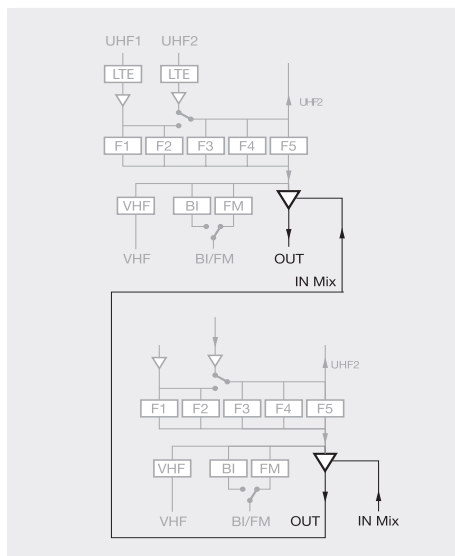 UHF1 UHF2
LTE LTE
UHF2
F1 F2 F3 F4 F5
VHF BI FM
VHF BI/FM OUT
IN Mix
UHF2
F1 F2 F3 F4 F5
VHF BI FM
VHF BI/FM OUT IN Mix